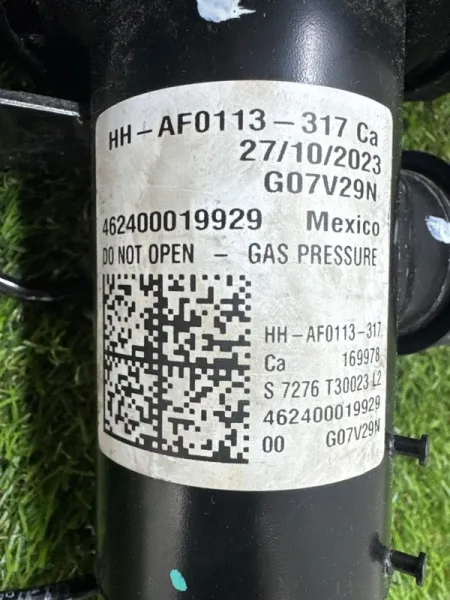 HH-AF0113-317 Ca
27/10/2023
G07V29N
462400019929 Mexico
DO NOT OPEN - GAS PRESSURE
HH-AF0113-317
Ca 169978
S 7276 T30023 L2
462400019929
00 G07V29N